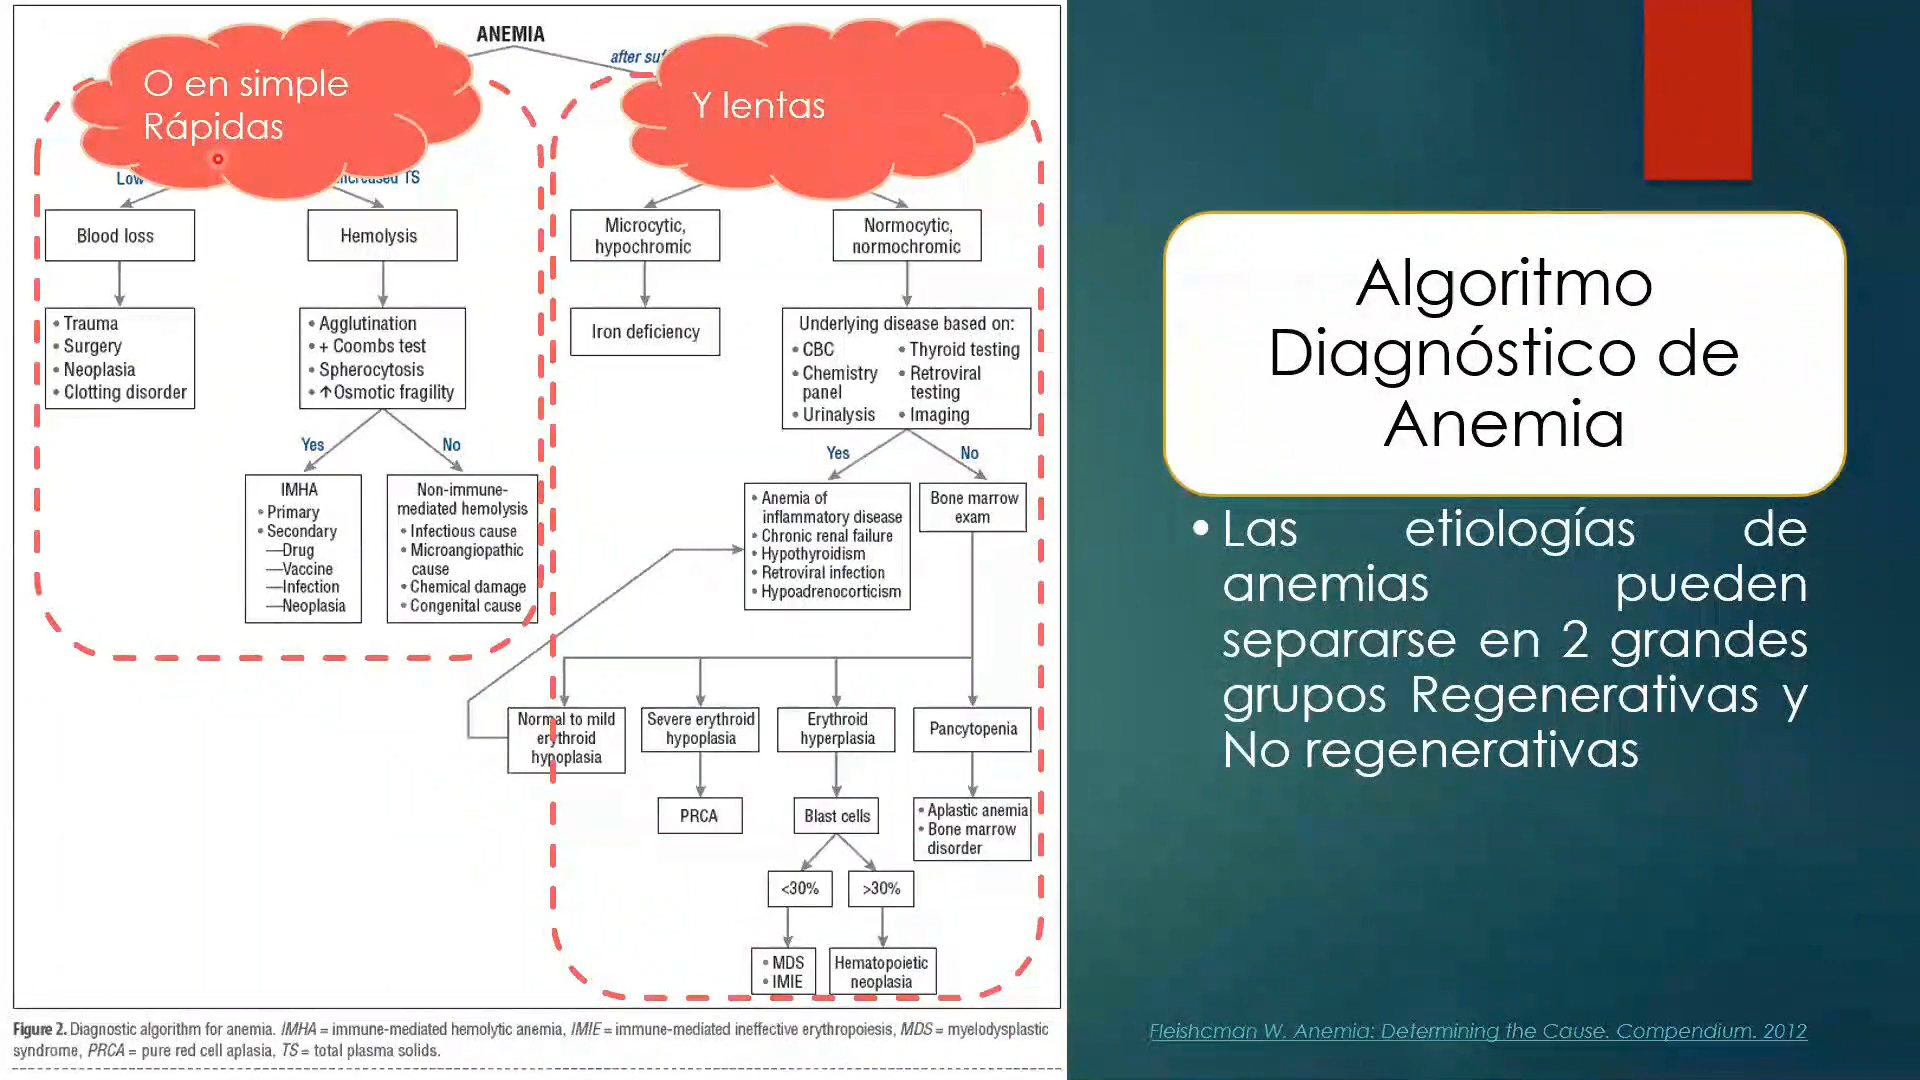 ANEMIA
after suf
O en simple
Rápidas
Y lentas
Low
Increased TS
Blood loss
Hemolysis
Microcytic,
hypochromic
Normocytic,
normochromic
• Trauma
• Surgery
• Neoplasia
• Clotting disorder
• Agglutination
• + Coombs test
• Spherocytosis
• ↑Osmotic fragility
Iron deficiency
Underlying disease based on:
• CBC
• Chemistry
panel
• Urinalysis
• Thyroid testing
• Retroviral
testing
• Imaging
Yes
No
Yes
No
IMHA
• Primary
• Secondary
—Drug
—Vaccine
—Infection
—Neoplasia
Non-immune-
mediated hemolysis
• Infectious cause
• Microangiopathic
cause
• Chemical damage
• Congenital cause
• Anemia of
inflammatory disease
• Chronic renal failure
• Hypothyroidism
• Retroviral infection
• Hypoadrenocorticism
Bone marrow
exam
Normal to mild
erythroid
hypoplasia
Severe erythroid
hypoplasia
Erythroid
hyperplasia
Pancytopenia
PRCA
Blast cells
• Aplastic anemia
• Bone marrow
disorder
<30%
>30%
• MDS
• IMIE
Hematopoietic
neoplasia
Figure 2. Diagnostic algorithm for anemia. IMHA = immune-mediated hemolytic anemia, IMIE = immune-mediated ineffective erythropoiesis, MDS = myelodysplastic
syndrome, PRCA = pure red cell aplasia, TS = total plasma solids.
Algoritmo
Diagnóstico de
Anemia
• Las etiologías de
anemias pueden
separarse en 2 grandes
grupos Regenerativas y
No regenerativas
Fleishcman W. Anemia: Determining the Cause. Compendium. 2012